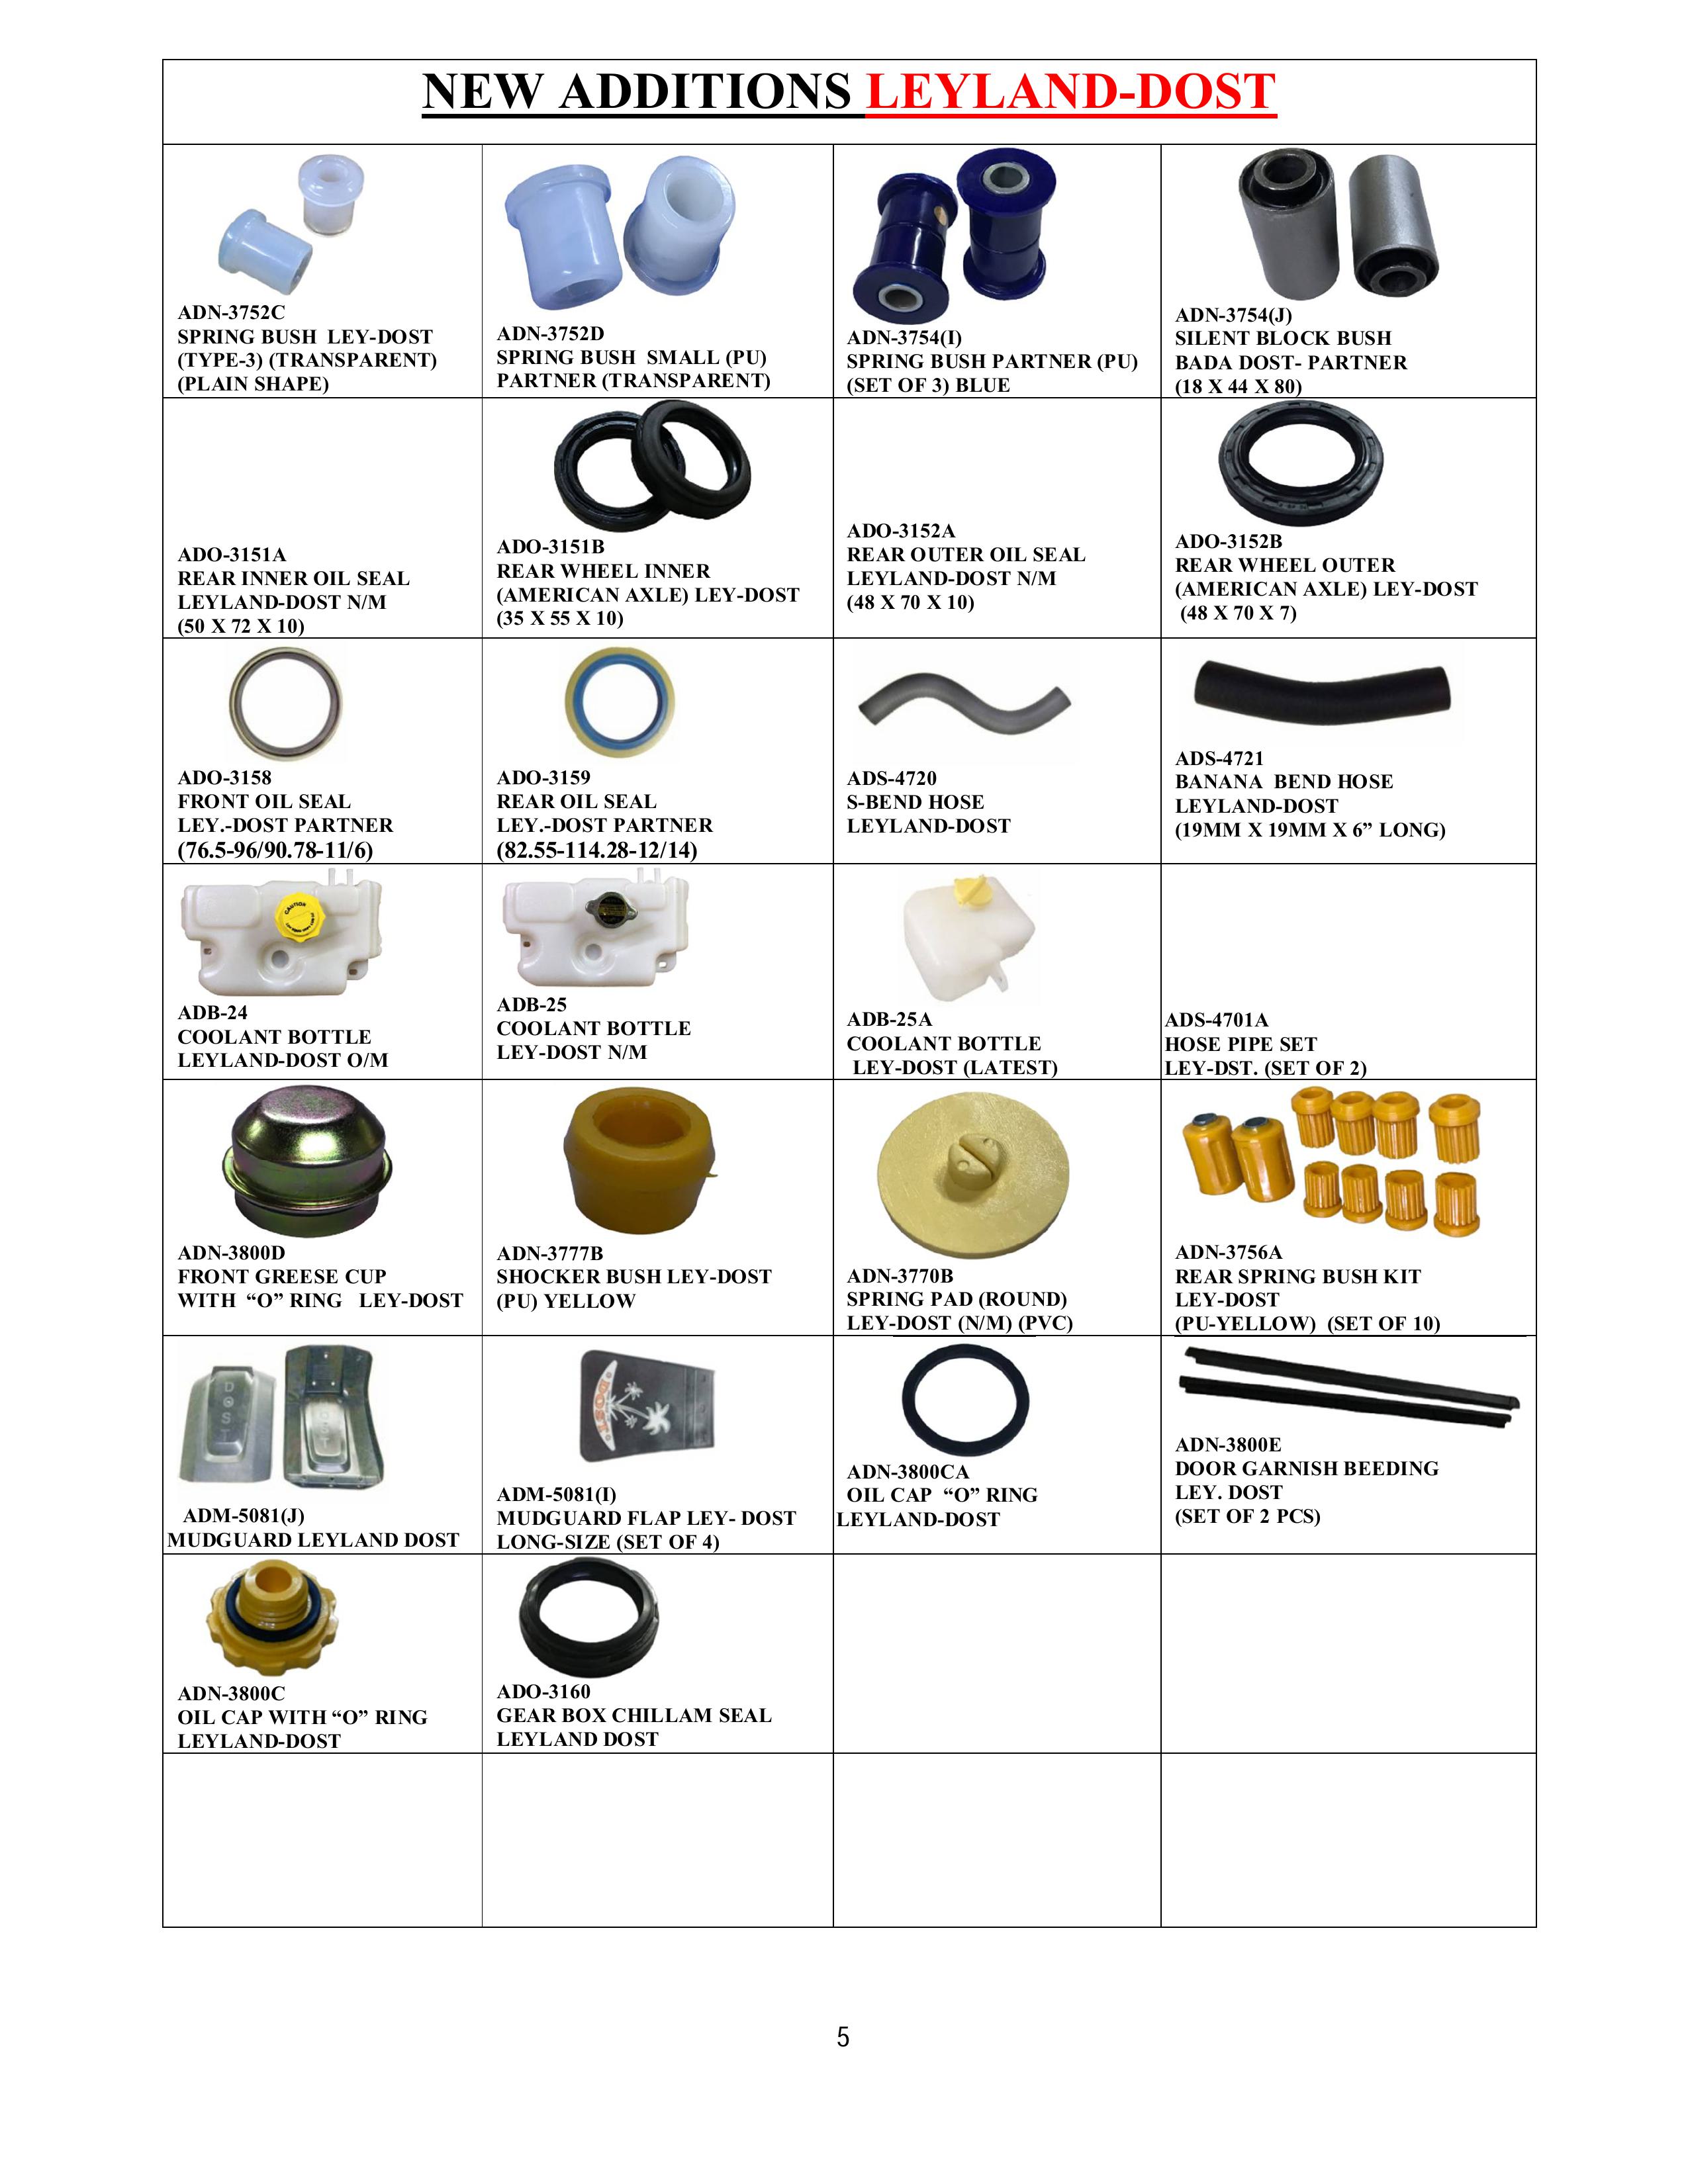 NEW ADDITIONS LEYLAND-DOST
ADN-3752C
SPRING BUSH LEY-DOST
(TYPE-3) (TRANSPARENT)
(PLAIN SHAPE)
ADN-3752D
SPRING BUSH SMALL (PU)
PARTNER (TRANSPARENT)
ADN-3754(I)
SPRING BUSH PARTNER (PU)
(SET OF 3) BLUE
ADN-3754(J)
SILENT BLOCK BUSH
BADA DOST- PARTNER
(18 X 44 X 80)
ADO-3151A
REAR INNER OIL SEAL
LEYLAND-DOST N/M
(50 X 72 X 10)
ADO-3151B
REAR WHEEL INNER
(AMERICAN AXLE) LEY-DOST
(35 X 55 X 10)
ADO-3152A
REAR OUTER OIL SEAL
LEYLAND-DOST N/M
(48 X 70 X 10)
ADO-3152B
REAR WHEEL OUTER
(AMERICAN AXLE) LEY-DOST
(48 X 70 X 7)
ADO-3158
FRONT OIL SEAL
LEY.-DOST PARTNER
(76.5-96/90.78-11/6)
ADO-3159
REAR OIL SEAL
LEY.-DOST PARTNER
(82.55-114.28-12/14)
ADS-4720
S-BEND HOSE
LEYLAND-DOST
ADS-4721
BANANA BEND HOSE
LEYLAND-DOST
(19MM X 19MM X 6” LONG)
CAUTION
ADB-24
COOLANT BOTTLE
LEYLAND-DOST O/M
ADB-25
COOLANT BOTTLE
LEY-DOST N/M
ADB-25A
COOLANT BOTTLE
LEY-DOST (LATEST)
ADS-4701A
HOSE PIPE SET
LEY-DST. (SET OF 2)
ADN-3800D
FRONT GREESE CUP
WITH “O” RING LEY-DOST
ADN-3777B
SHOCKER BUSH LEY-DOST
(PU) YELLOW
ADN-3770B
SPRING PAD (ROUND)
LEY-DOST (N/M) (PVC)
ADN-3756A
REAR SPRING BUSH KIT
LEY-DOST
(PU-YELLOW) (SET OF 10)
DOST
DOST
ADM-5081(J)
MUDGUARD LEYLAND DOST
DOST
ADM-5081(I)
MUDGUARD FLAP LEY- DOST
LONG-SIZE (SET OF 4)
ADN-3800CA
OIL CAP “O” RING
LEYLAND-DOST
ADN-3800E
DOOR GARNISH BEEDING
LEY. DOST
(SET OF 2 PCS)
ADN-3800C
OIL CAP WITH “O” RING
LEYLAND-DOST
ADO-3160
GEAR BOX CHILLAM SEAL
LEYLAND DOST
5